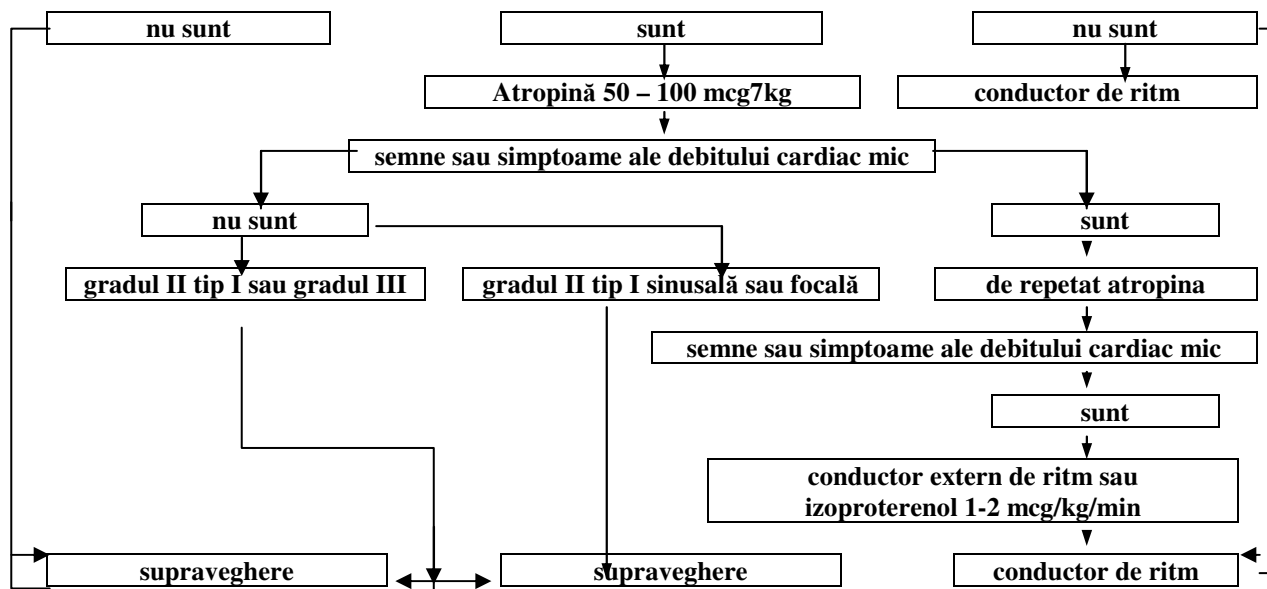 nu sunt
sunt
nu sunt
Atropină 50 – 100 mcg7kg
conductor de ritm
semne sau simptoame ale debitului cardiac mic
nu sunt
sunt
gradul II tip I sau gradul III
gradul II tip I sinusală sau focală
de repetat atropina
semne sau simptoame ale debitului cardiac mic
sunt
conductor extern de ritm sau
izoproterenol 1-2 mcg/kg/min
supraveghere
supraveghere
conductor de ritm